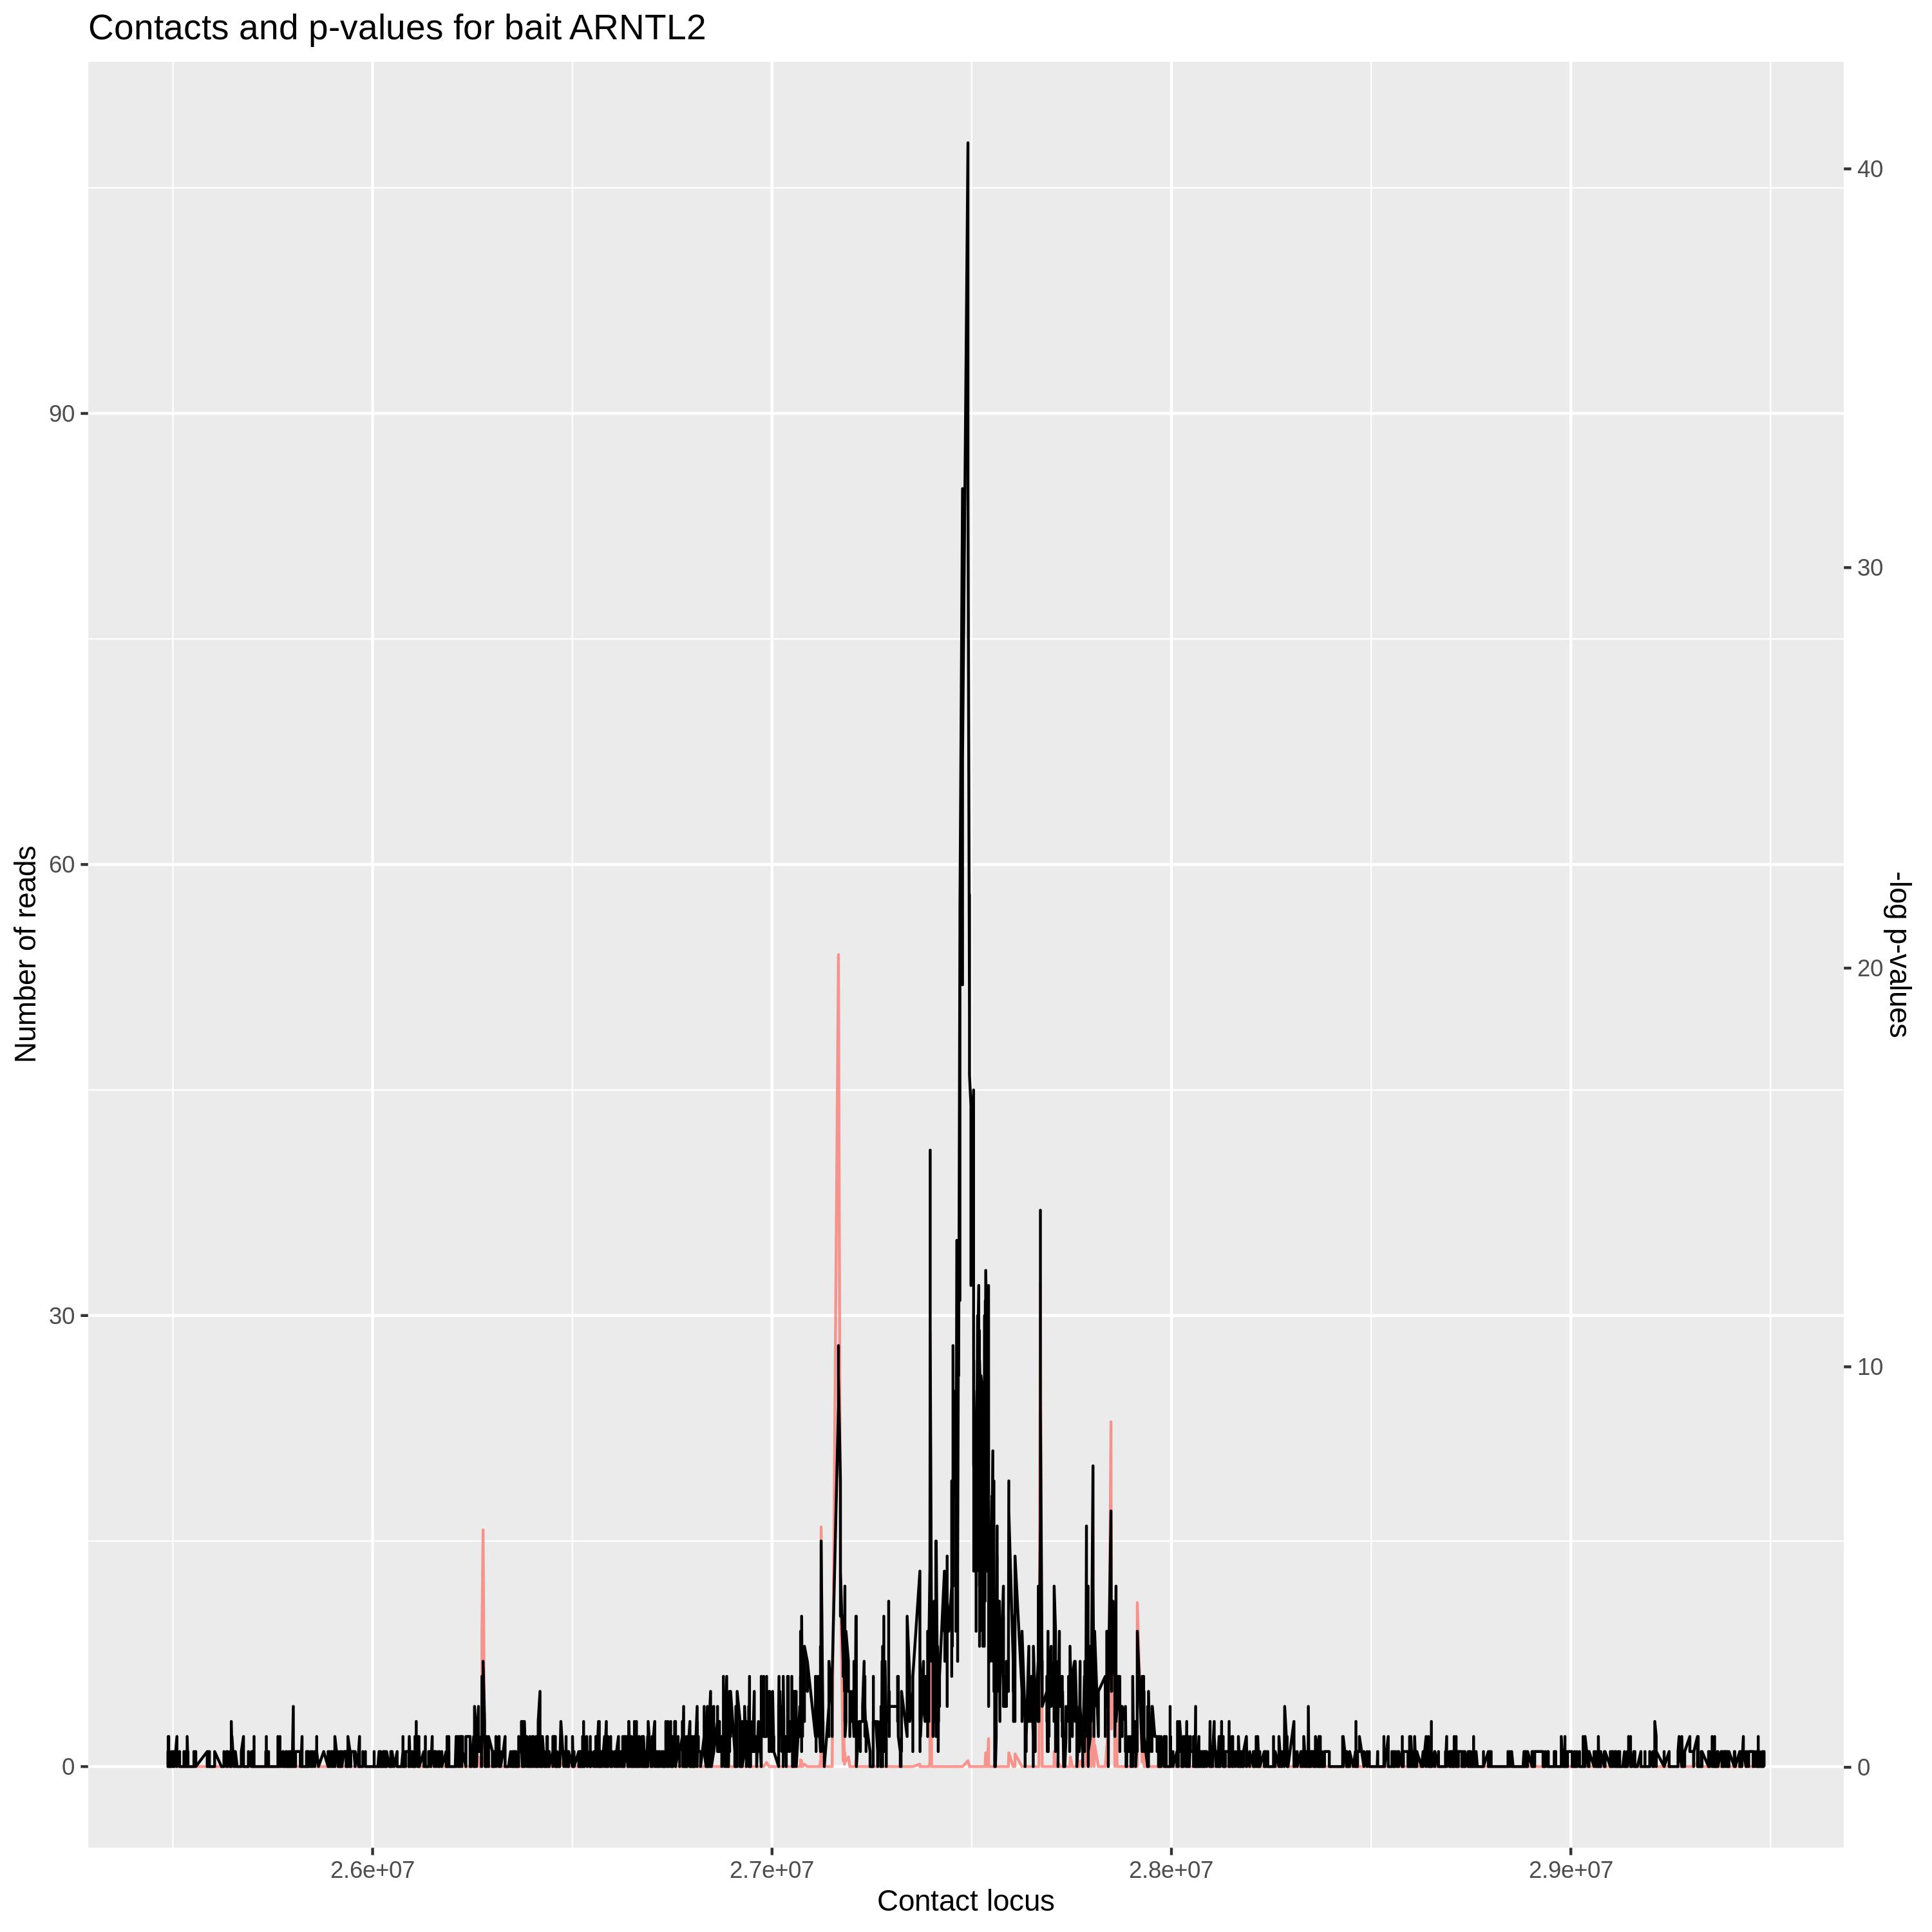 Contacts and p-values for bait ARNTL2
Number of reads
90
60
30
0
40
30
20
10
0
-log p-values
2.6e+07
2.7e+07
2.8e+07
2.9e+07
Contact locus